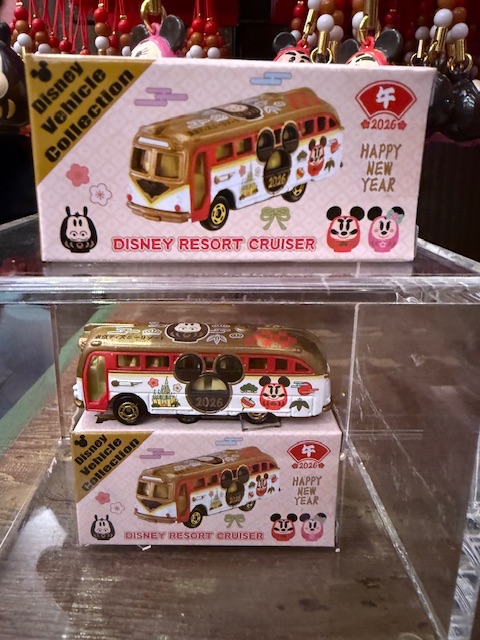 Disney
Vehicle
Collection
午
2026
HAPPY
NEW
YEAR
2026
DISNEY RESORT CRUISER
2026
Disney
Vehicle
Collection
午
2026
HAPPY
NEW
YEAR
DISNEY RESORT CRUISER